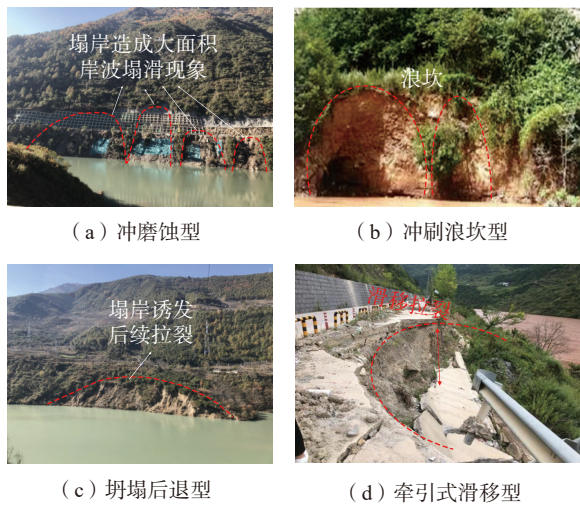 塌岸造成大面积
岸波塌滑现象
浪坎
（a）冲磨蚀型
（b）冲刷浪坎型
塌岸诱发
后续拉裂
滑移拉裂
（c）坍塌后退型
（d）牵引式滑移型